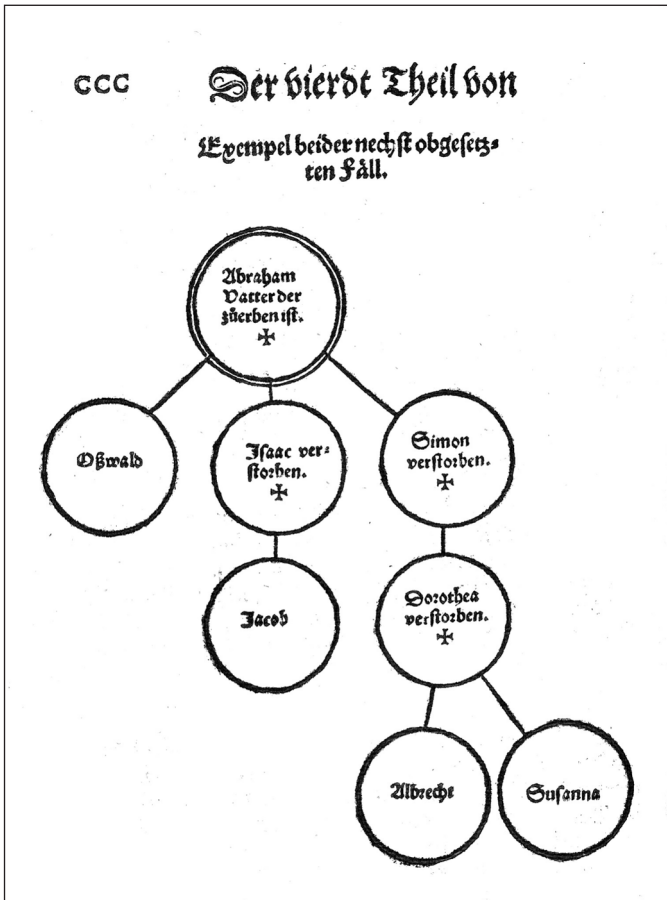 CCC
Der vierdt Theil von
Exempel beider nechst obgesetz⸗
ten Fäll.
Abraham
Vatter der
zůerben ist.
✠
Oßwald
Isaac ver⸗
storben.
✠
Simon
verstorben.
✠
Jacob
Dorothea
verstorben.
✠
Albrecht
Susanna